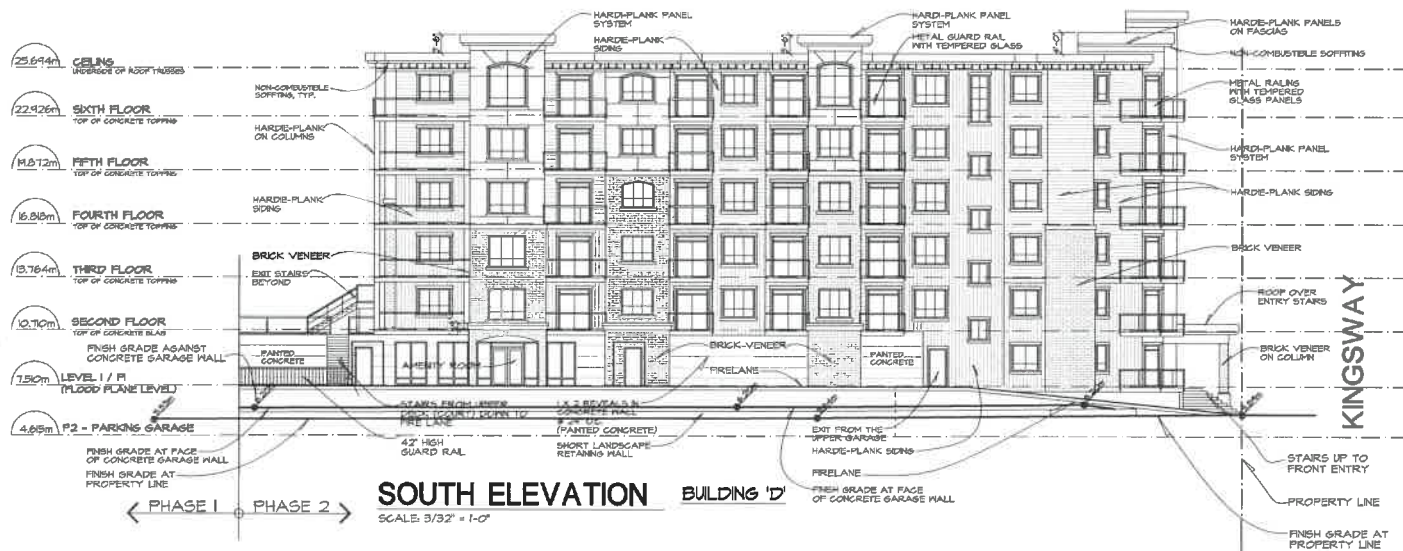 HARDI-PLANK PANEL
SYSTEM
HARDIE-PLANK
SIDING
HARDI-PLANK PANEL
SYSTEM
METAL GUARD RAIL
WITH TEMPERED GLASS
HARDIE-PLANK PANELS
ON FASCIAS
NON-COMBUSTIBLE SOFFITING
25.694m CEILING
UNDERSIDE OF ROOF TRUSSES
NON-COMBUSTIBLE
SOFFITING, TYP.
METAL RAILING
WITH TEMPERED
GLASS PANELS
22.926m SIXTH FLOOR
TOP OF CONCRETE TOPPING
HARDIE-PLANK
ON COLUMNS
HARDI-PLANK PANEL
SYSTEM
19.872m FIFTH FLOOR
TOP OF CONCRETE TOPPING
HARDIE-PLANK
SIDING
HARDIE-PLANK SIDING
16.818m FOURTH FLOOR
TOP OF CONCRETE TOPPING
BRICK VENEER
BRICK VENEER
13.764m THIRD FLOOR
TOP OF CONCRETE TOPPING
EXIT STAIRS
BEYOND
ROOF OVER
ENTRY STAIRS
10.710m SECOND FLOOR
TOP OF CONCRETE SLAB
FINISH GRADE AGAINST
CONCRETE GARAGE WALL
PAINTED
CONCRETE
AMENITY ROOM
BRICK-VENEER
PAINTED
CONCRETE
BRICK VENEER
ON COLUMN
KINGSWAY
7.510m LEVEL 1 / P1
(FLOOD PLANE LEVEL)
FIRELANE
STAIRS FROM UPPER
DECK (COURT) DOWN TO
FIRE LANE
1 X 2 REVEALS IN
CONCRETE WALL
@ 24" O.C.
(PAINTED CONCRETE)
4.615m P2 - PARKING GARAGE
EXIT FROM THE
UPPER GARAGE
42" HIGH
GUARD RAIL
SHORT LANDSCAPE
RETAINING WALL
HARDIE-PLANK SIDING
FINISH GRADE AT FACE
OF CONCRETE GARAGE WALL
STAIRS UP TO
FRONT ENTRY
FINISH GRADE AT
PROPERTY LINE
FIRELANE
FINISH GRADE AT FACE
OF CONCRETE GARAGE WALL
PHASE 1 PHASE 2
SOUTH ELEVATION BUILDING 'D'
SCALE: 3/32" = 1'-0"
PROPERTY LINE
FINISH GRADE AT
PROPERTY LINE